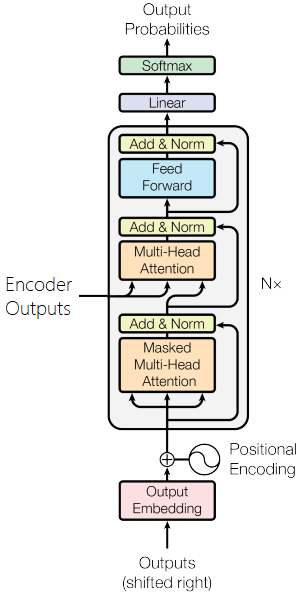 Output
Probabilities
Softmax
Linear
Add & Norm
Feed
Forward
Add & Norm
Multi-Head
Attention
Encoder
Outputs
N×
Add & Norm
Masked
Multi-Head
Attention
Positional
Encoding
Output
Embedding
Outputs
(shifted right)